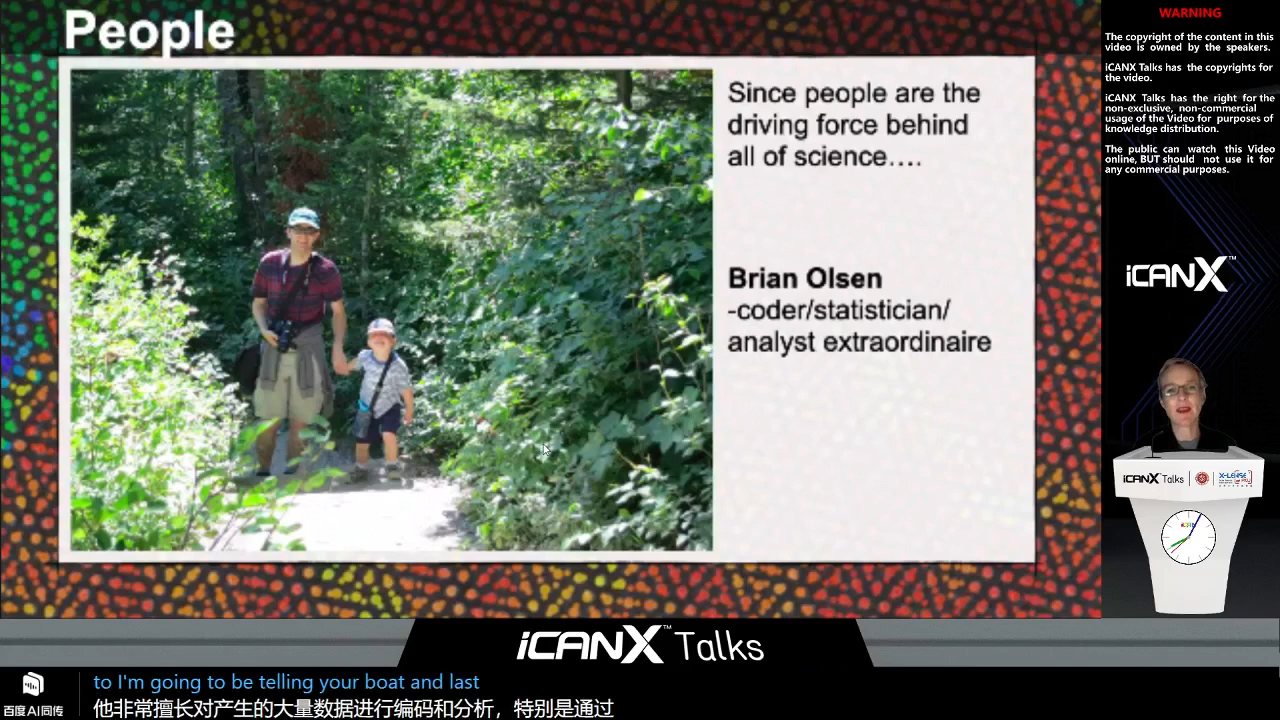 People
Since people are the
driving force behind
all of science….
Brian Olsen
-coder/statistician/
analyst extraordinaire
WARNING
The copyright of the content in this
video is owned by the speakers.
iCANX Talks has the copyrights for
the video.
iCANX Talks has the right for the
non-exclusive, non-commercial
usage of the Video for purposes of
knowledge distribution.
The public can watch this Video
online, BUT should not use it for
any commercial purposes.
iCANX™
iCANX Talks
iCANX™ Talks
百度AI同传
to I'm going to be telling your boat and last
他非常擅长对产生的大量数据进行编码和分析，特别是通过